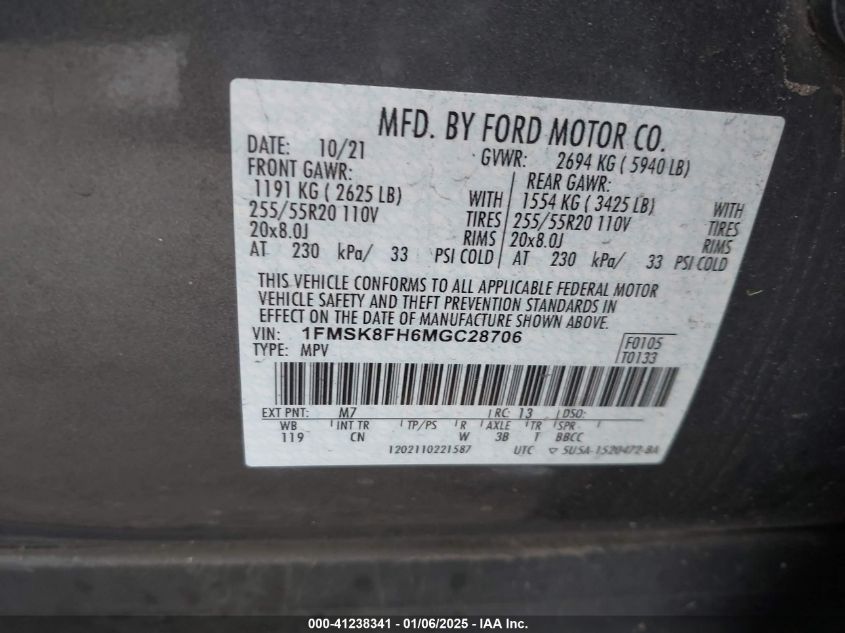 MFD. BY FORD MOTOR CO.
DATE: 10/21 GVWR: 2694 KG ( 5940 LB)
FRONT GAWR: REAR GAWR:
1191 KG ( 2625 LB) WITH 1554 KG ( 3425 LB) WITH
255/55R20 110V TIRES 255/55R20 110V TIRES
20x8.0J RIMS 20x8.0J RIMS
AT 230 kPa/ 33 PSI COLD AT 230 kPa/ 33 PSI COLD
THIS VEHICLE CONFORMS TO ALL APPLICABLE FEDERAL MOTOR
VEHICLE SAFETY AND THEFT PREVENTION STANDARDS IN
EFFECT ON THE DATE OF MANUFACTURE SHOWN ABOVE.
VIN: 1FMSK8FH6MGC28706 F0105
TYPE: MPV T0133
EXT PNT: M7 RC: 13 DSO:
WB INT TR TP/PS R AXLE TR SPR
119 CN W 3B T BBCC
1202110221587 UTC ▽ SU5A-1520472-BA
000-41238341 - 01/06/2025 - IAA Inc.